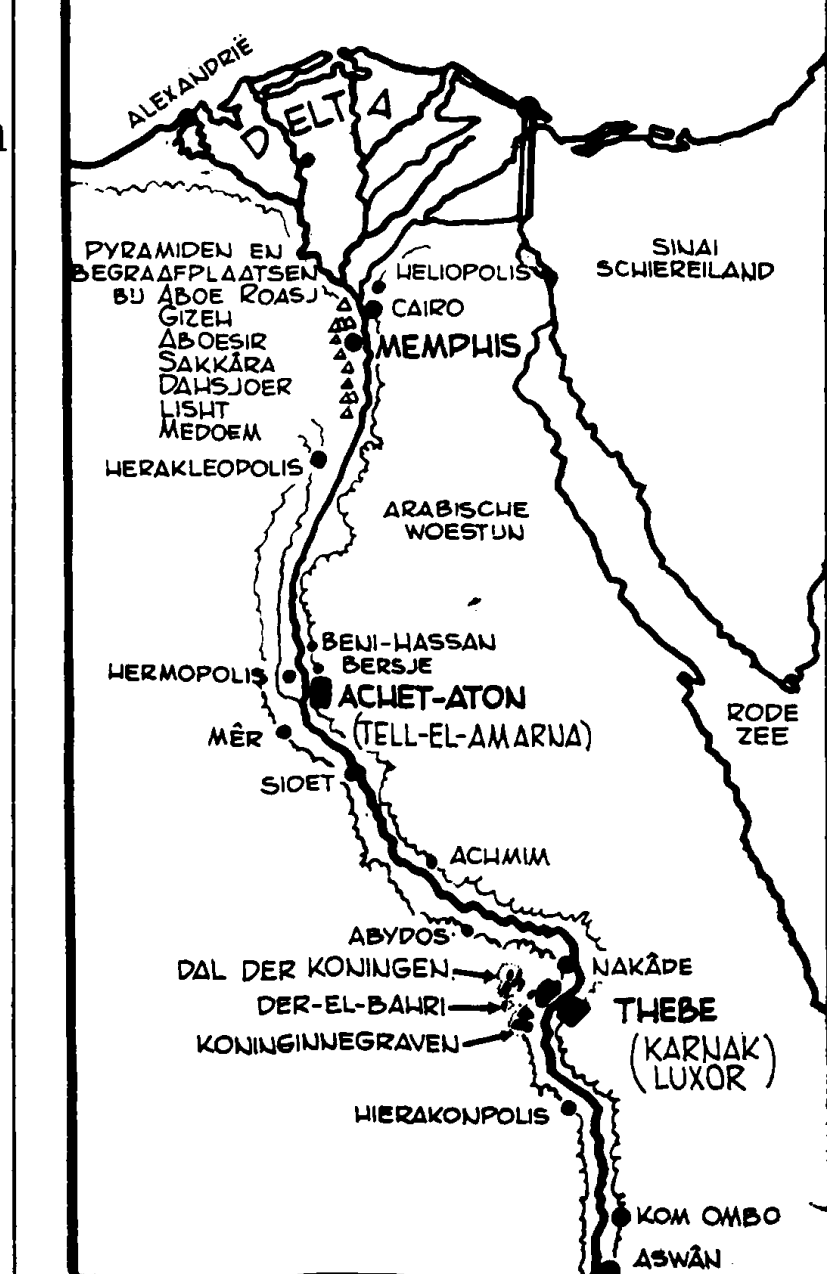 ALEXANDRIË
DELTA
PYRAMIDEN EN
BEGRAAFPLAATSEN
BIJ ABOE ROASJ
GIZEH
ABOESIR
SAKKÂRA
DAHSJOER
LISHT
MEDOEM
HELIOPOLIS
CAIRO
MEMPHIS
SINAI
SCHIEREILAND
HERAKLEOPOLIS
ARABISCHE
WOESTIJN
BENI-HASSAN
BERSJE
HERMOPOLIS
ACHET-ATON
(TELL-EL-AMARNA)
MÊR
SIOET
RODE
ZEE
ACHMIM
ABYDOS
NAKÂDE
DAL DER KONINGEN
DER-EL-BAHRI
KONINGINNEGRAVEN
THEBE
(KARNAK
LUXOR)
HIERAKONPOLIS
KOM OMBO
ASWÂN